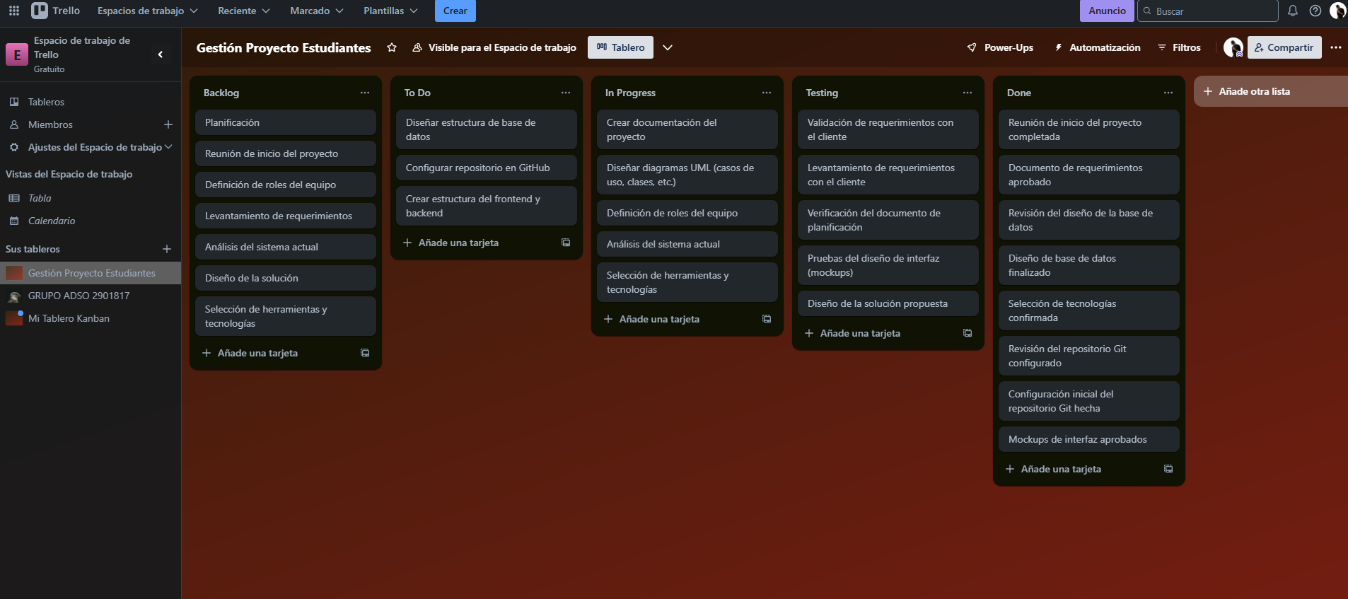 Trello
Espacios de trabajo
Reciente
Marcado
Plantillas
Crear
Anuncio
Buscar
E
Espacio de trabajo de
Trello
Gratuito
Tableros
Miembros
Ajustes del Espacio de trabajo
Vistas del Espacio de trabajo
Tabla
Calendario
Sus tableros
Gestión Proyecto Estudiantes
GRUPO ADSO 2901817
Mi Tablero Kanban
Gestión Proyecto Estudiantes
Visible para el Espacio de trabajo
Tablero
Power-Ups
Automatización
Filtros
Compartir
Backlog
Planificación
Reunión de inicio del proyecto
Definición de roles del equipo
Levantamiento de requerimientos
Análisis del sistema actual
Diseño de la solución
Selección de herramientas y
tecnologías
Añade una tarjeta
To Do
Diseñar estructura de base de
datos
Configurar repositorio en GitHub
Crear estructura del frontend y
backend
Añade una tarjeta
In Progress
Crear documentación del
proyecto
Diseñar diagramas UML (casos de
uso, clases, etc.)
Definición de roles del equipo
Análisis del sistema actual
Selección de herramientas y
tecnologías
Añade una tarjeta
Testing
Validación de requerimientos con
el cliente
Levantamiento de requerimientos
con el cliente
Verificación del documento de
planificación
Pruebas del diseño de interfaz
(mockups)
Diseño de la solución propuesta
Añade una tarjeta
Done
Reunión de inicio del proyecto
completada
Documento de requerimientos
aprobado
Revisión del diseño de la base de
datos
Diseño de base de datos
finalizado
Selección de tecnologías
confirmada
Revisión del repositorio Git
configurado
Configuración inicial del
repositorio Git hecha
Mockups de interfaz aprobados
Añade una tarjeta
Añade otra lista